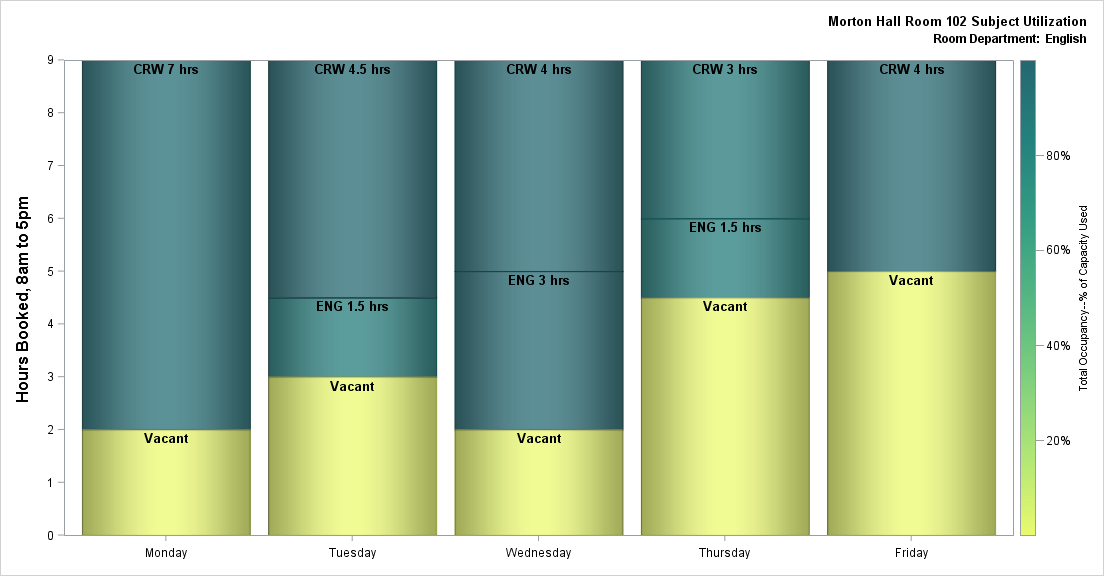 Morton Hall Room 102 Subject Utilization
Room Department: English
Hours Booked, 8am to 5pm
9
8
7
6
5
4
3
2
1
0
CRW 7 hrs
Vacant
CRW 4.5 hrs
ENG 1.5 hrs
Vacant
CRW 4 hrs
ENG 3 hrs
Vacant
CRW 3 hrs
ENG 1.5 hrs
Vacant
CRW 4 hrs
Vacant
Monday
Tuesday
Wednesday
Thursday
Friday
80%
60%
40%
20%
Total Occupancy--% of Capacity Used